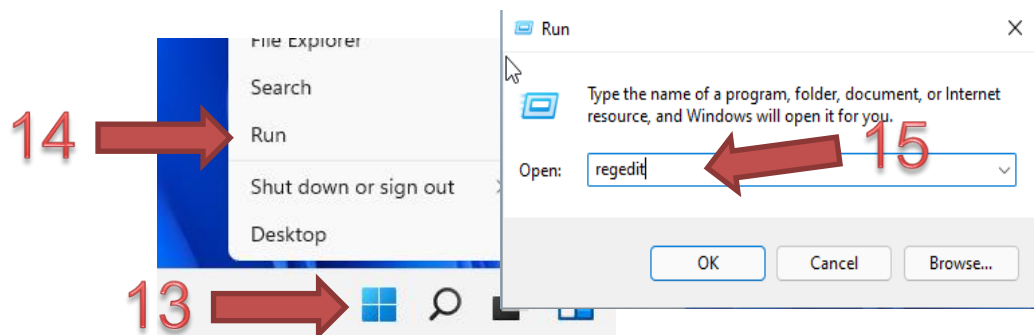 File Explorer
Search
14
Run
Shut down or sign out
Desktop
13
Run
Type the name of a program, folder, document, or Internet
resource, and Windows will open it for you.
15
Open:
regedit
OK
Cancel
Browse...